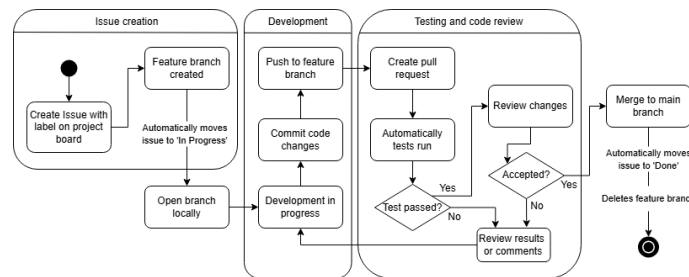 Issue creation
Development
Testing and code review
Feature branch
created
Push to feature
branch
Create pull
request
Create Issue with
label on project
board
Review changes
Merge to main
branch
Automatically moves
issue to 'In Progress'
Commit code
changes
Automatically
tests run
Automatically moves
issue to 'Done'
Yes
Accepted?
Yes
Open branch
locally
Development in
progress
Test passed?
No
No
Deletes feature branch
Review results
or comments